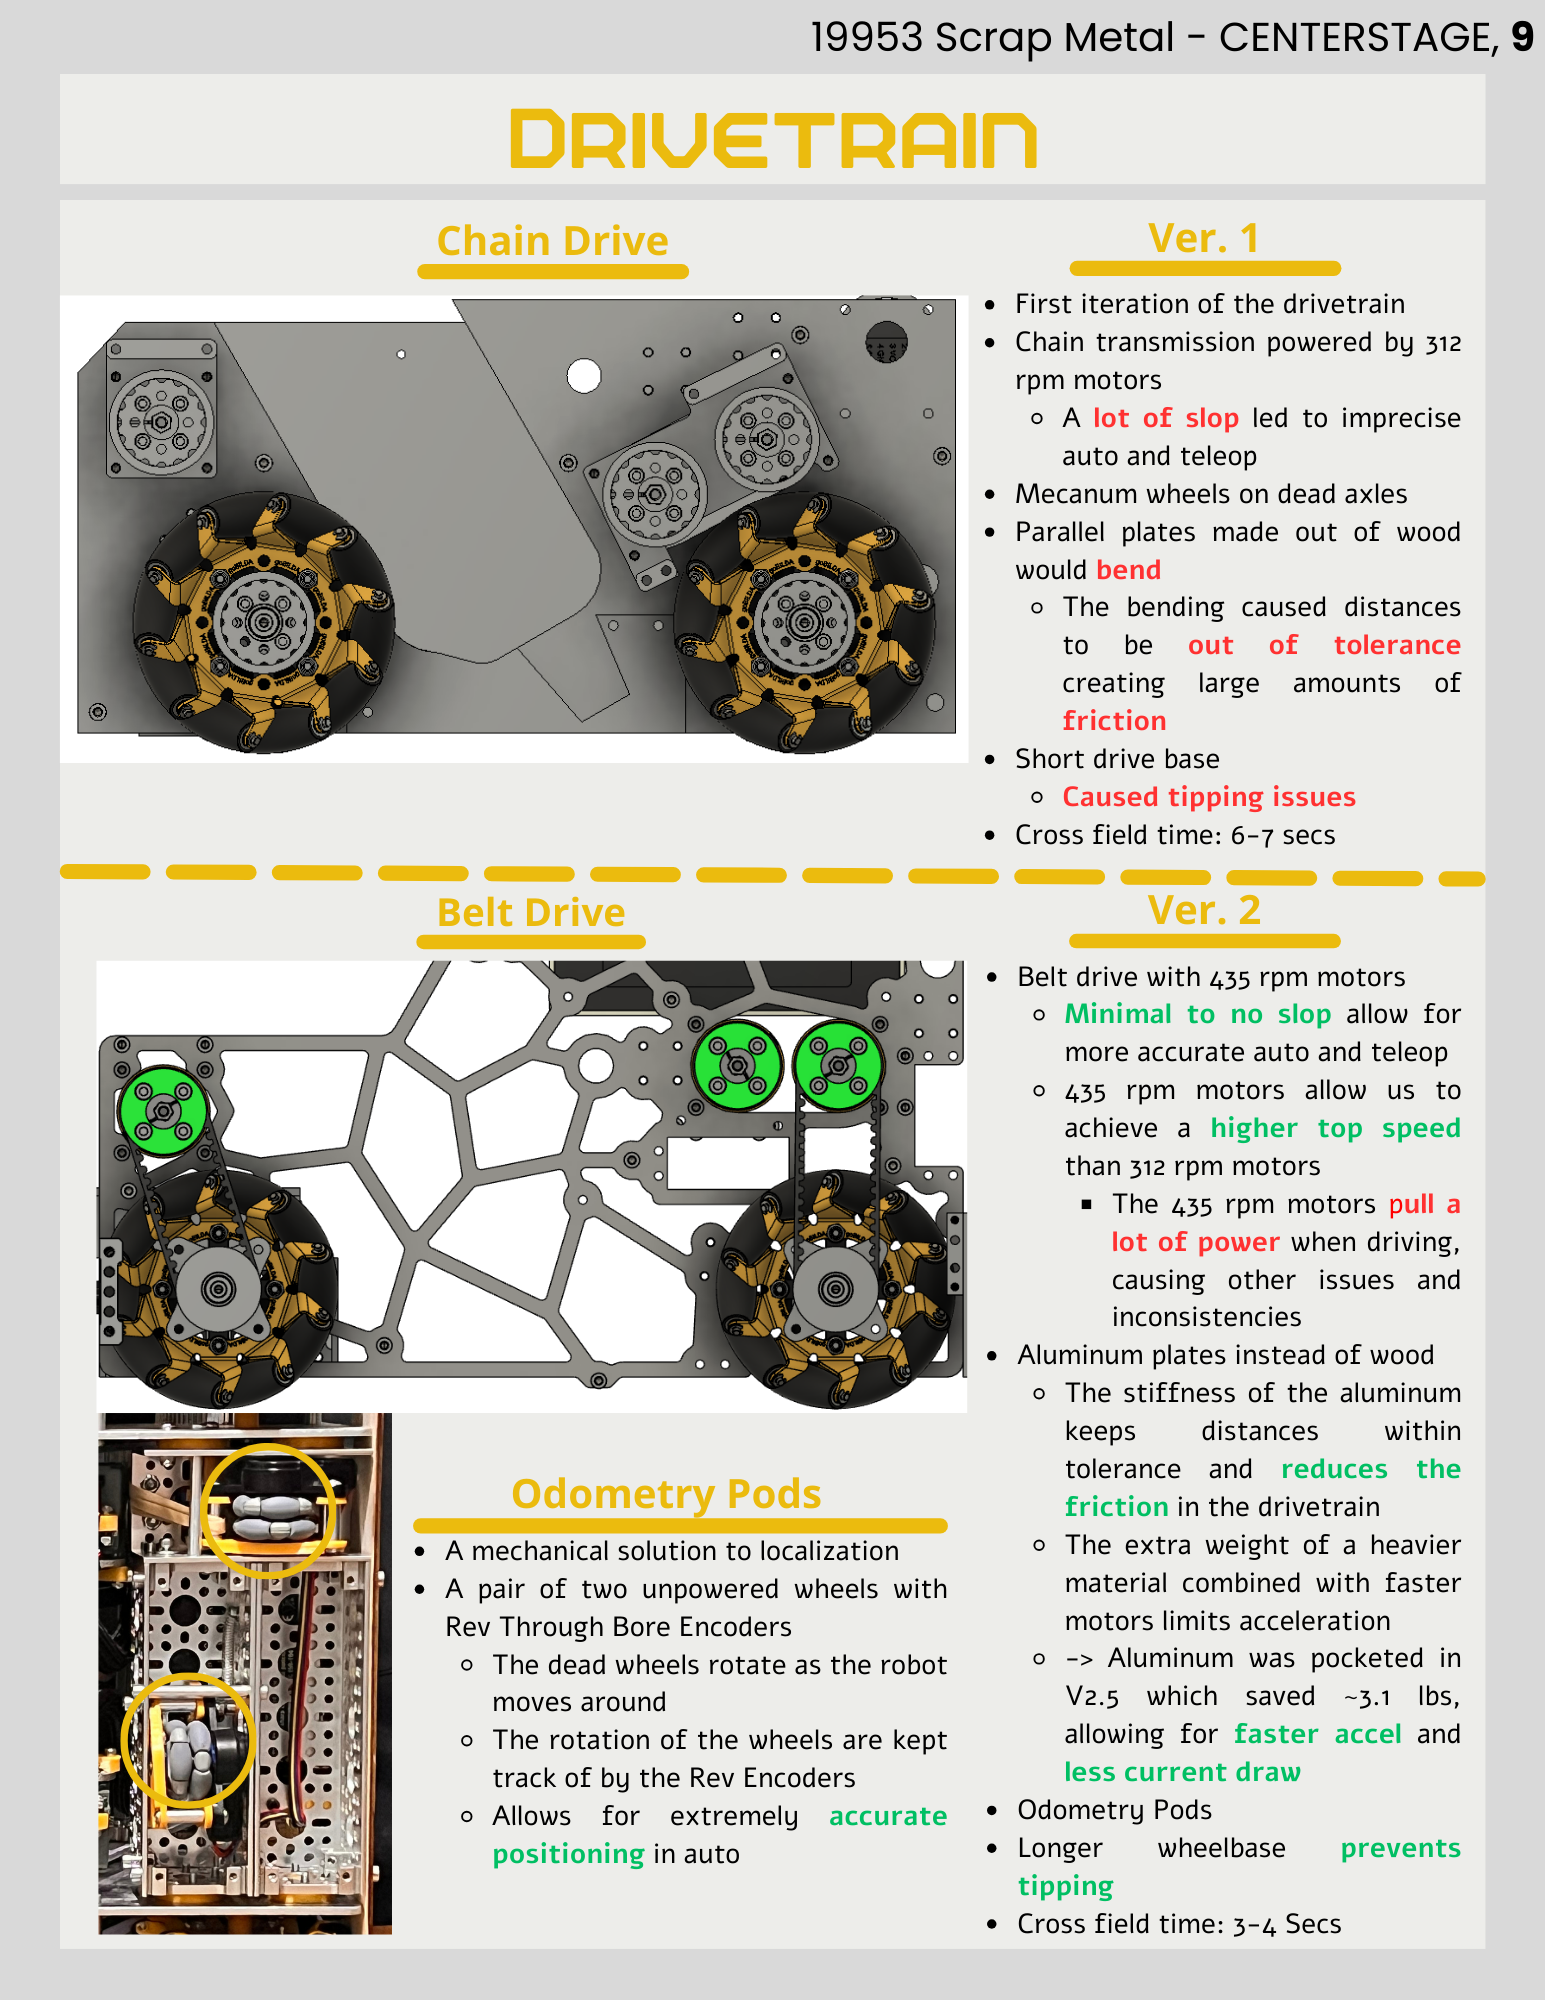 19953 Scrap Metal - CENTERSTAGE, 9
DRIVETRAIN
Chain Drive
Ver. 1
• First iteration of the drivetrain
• Chain transmission powered by 312
rpm motors
○ A lot of slop led to imprecise
auto and teleop
• Mecanum wheels on dead axles
• Parallel plates made out of wood
would bend
○ The bending caused distances
to be out of tolerance
creating large amounts of
friction
• Short drive base
○ Caused tipping issues
• Cross field time: 6-7 secs
Belt Drive
Ver. 2
• Belt drive with 435 rpm motors
○ Minimal to no slop allow for
more accurate auto and teleop
○ 435 rpm motors allow us to
achieve a higher top speed
than 312 rpm motors
▪ The 435 rpm motors pull a
lot of power when driving,
causing other issues and
inconsistencies
• Aluminum plates instead of wood
○ The stiffness of the aluminum
keeps distances within
tolerance and reduces the
friction in the drivetrain
○ The extra weight of a heavier
material combined with faster
motors limits acceleration
○ -> Aluminum was pocketed in
V2.5 which saved ~3.1 lbs,
allowing for faster accel and
less current draw
• Odometry Pods
• Longer wheelbase prevents
tipping
• Cross field time: 3-4 Secs
Odometry Pods
• A mechanical solution to localization
• A pair of two unpowered wheels with
Rev Through Bore Encoders
○ The dead wheels rotate as the robot
moves around
○ The rotation of the wheels are kept
track of by the Rev Encoders
○ Allows for extremely accurate
positioning in auto